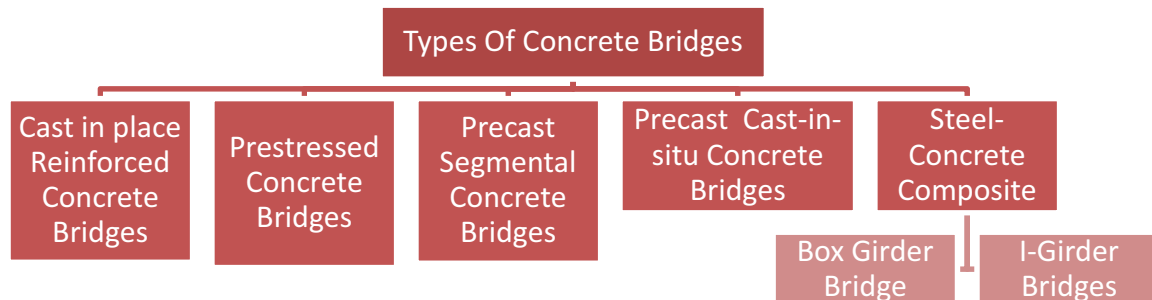 Types Of Concrete Bridges
Cast in place
Reinforced
Concrete
Bridges
Prestressed
Concrete
Bridges
Precast
Segmental
Concrete
Bridges
Precast Cast-in-
situ Concrete
Bridges
Steel-
Concrete
Composite
Box Girder
Bridge
I-Girder
Bridges